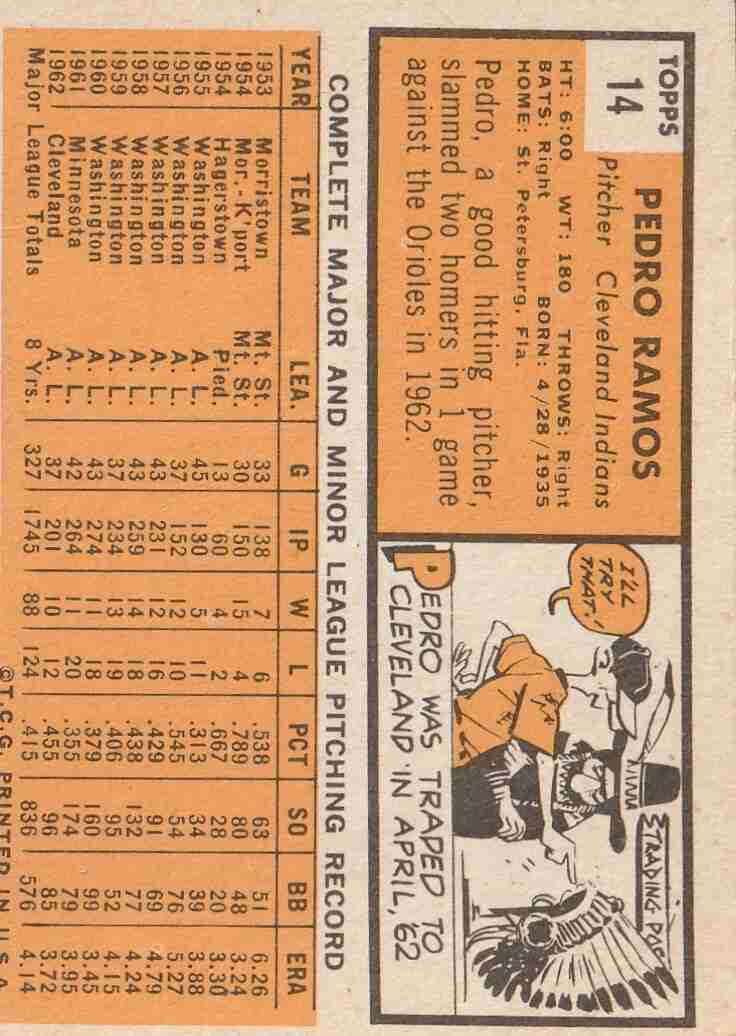 TOPPS
14
PEDRO RAMOS
Pitcher Cleveland Indians
HT: 6:00 WT: 180 THROWS: Right
BATS: Right BORN: 4/28/1935
HOME: St. Petersburg, Fla.
Pedro, a good hitting pitcher,
slammed two homers in 1 game
against the Orioles in 1962.
I'LL
TRY
THAT!
TRADING POS
PEDRO WAS TRADED TO
CLEVELAND IN APRIL, '62
COMPLETE MAJOR AND MINOR LEAGUE PITCHING RECORD
YEAR TEAM LEA. G IP W L PCT SO BB ERA
1953 Morristown Mt. St. 33 138 7 6 .538 63 51 6.26
1954 Mor.-K'port Mt. St. 30 150 15 4 .789 80 48 3.24
1954 Hagerstown Pied. 13 60 4 2 .667 28 20 3.30
1955 Washington A. L. 45 130 5 11 .313 34 39 3.88
1956 Washington A. L. 37 152 12 10 .545 54 76 5.27
1957 Washington A. L. 43 231 12 16 .429 91 69 4.79
1958 Washington A. L. 43 259 14 18 .438 132 77 4.24
1959 Washington A. L. 37 234 13 19 .406 95 52 4.15
1960 Washington A. L. 43 274 11 18 .379 160 99 3.45
1961 Minnesota A. L. 42 264 11 20 .355 174 79 3.95
1962 Cleveland A. L. 37 201 10 12 .455 96 85 3.72
Major League Totals 8 Yrs. 327 1745 88 124 .415 836 576 4.14
©T.C.G. PRINTED IN U.S.A.